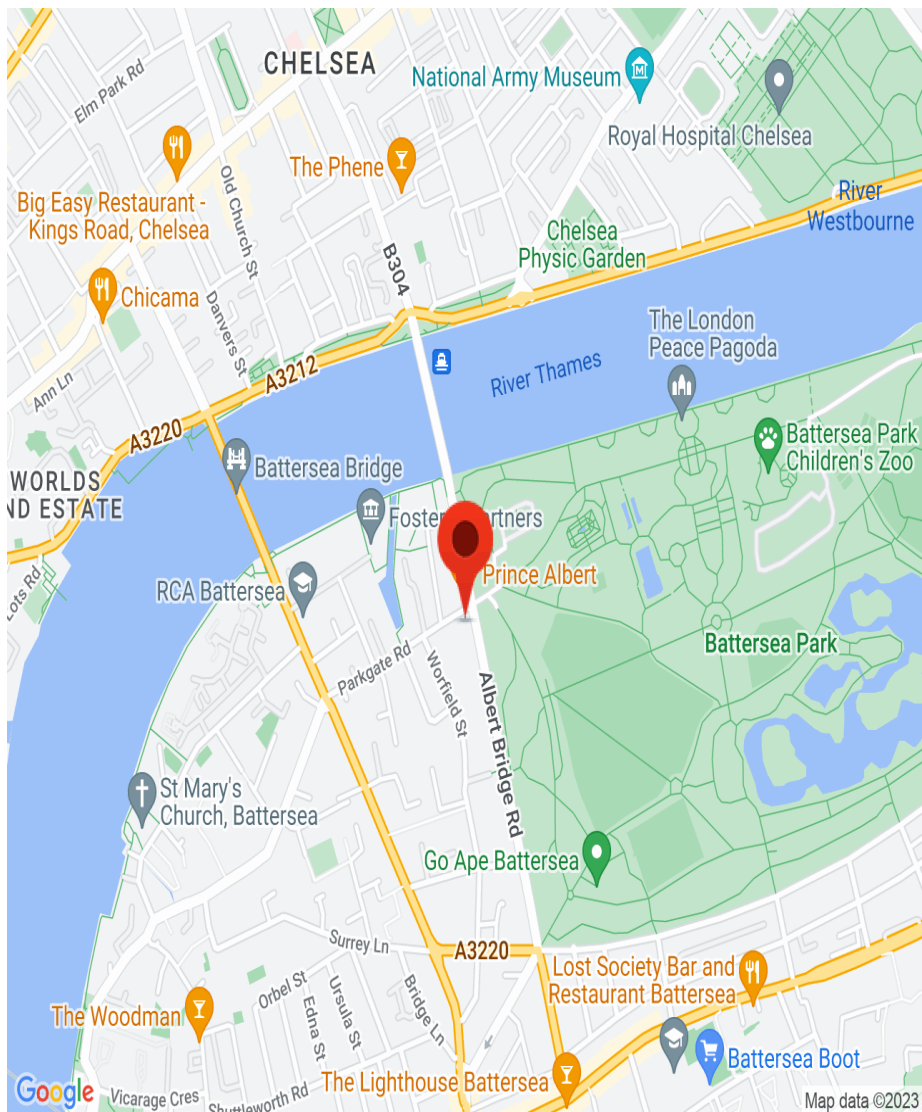 CHELSEA
National Army Museum
Elm Park Rd
Royal Hospital Chelsea
The Phene
Old Church St
Big Easy Restaurant -
Kings Road, Chelsea
River
Westbourne
Chelsea
Physic Garden
B304
Chicama
Danvers St
The London
Peace Pagoda
River Thames
A3212
Ann Ln
A3220
Battersea Park
Children's Zoo
Battersea Bridge
WORLDS
ND ESTATE
Foster
rtners
Prince Albert
RCA Battersea
Lots Rd
Battersea Park
Parkgate Rd
Worfield St
Albert Bridge Rd
St Mary's
Church, Battersea
Go Ape Battersea
Surrey Ln
A3220
Lost Society Bar and
Restaurant Battersea
Orbel St
Edna St
Ursula St
Bridge Ln
The Woodman
Battersea Boot
The Lighthouse Battersea
Google
Vicarage Cres
Shuttleworth Rd
Map data ©2023